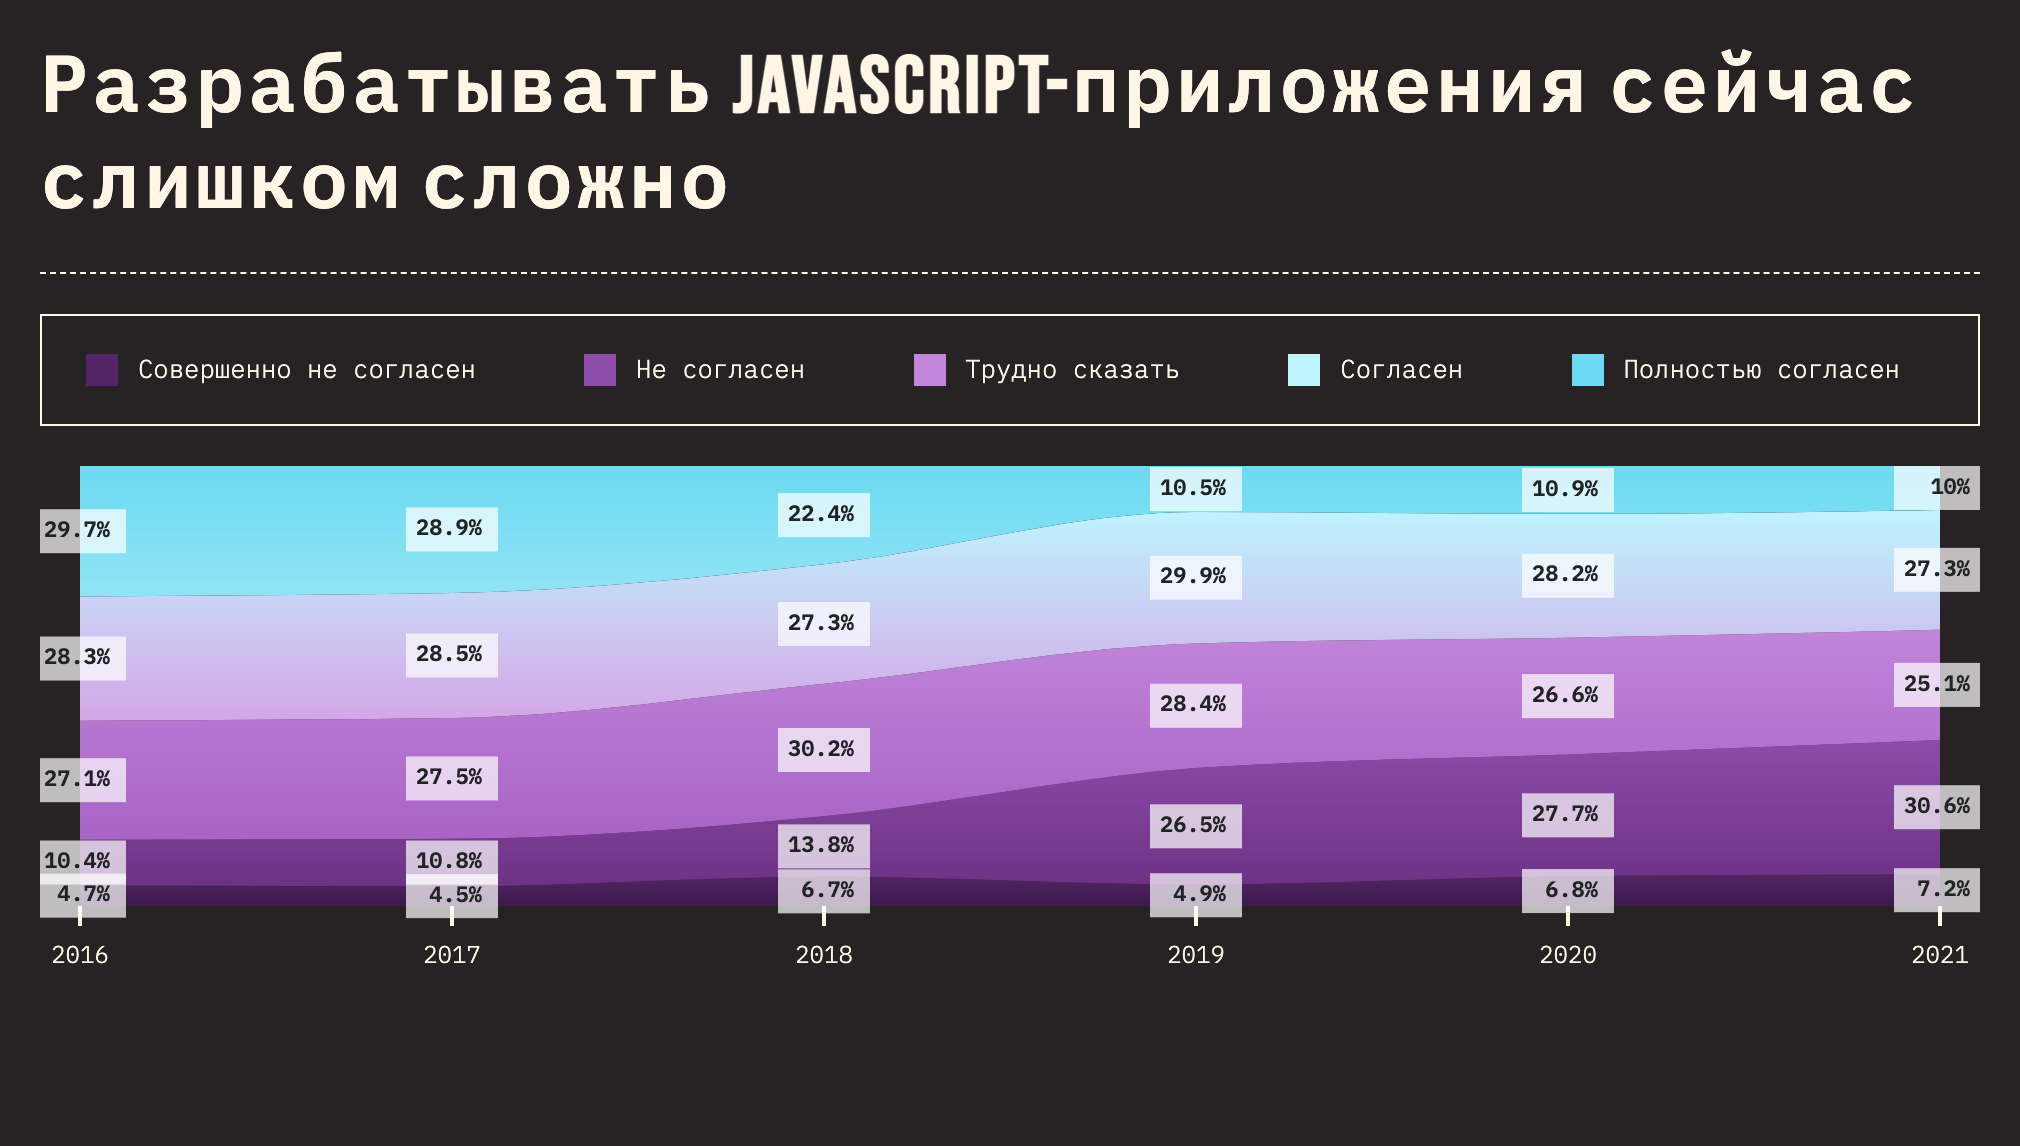 Разрабатывать JAVASCRIPT-приложения сейчас
слишком сложно
Совершенно не согласен Не согласен Трудно сказать Согласен Полностью согласен
29.7% 28.9% 22.4% 10.5% 10.9% 10%
28.3% 28.5% 27.3% 29.9% 28.2% 27.3%
27.1% 27.5% 30.2% 28.4% 26.6% 25.1%
10.4% 10.8% 13.8% 26.5% 27.7% 30.6%
4.7% 4.5% 6.7% 4.9% 6.8% 7.2%
2016 2017 2018 2019 2020 2021